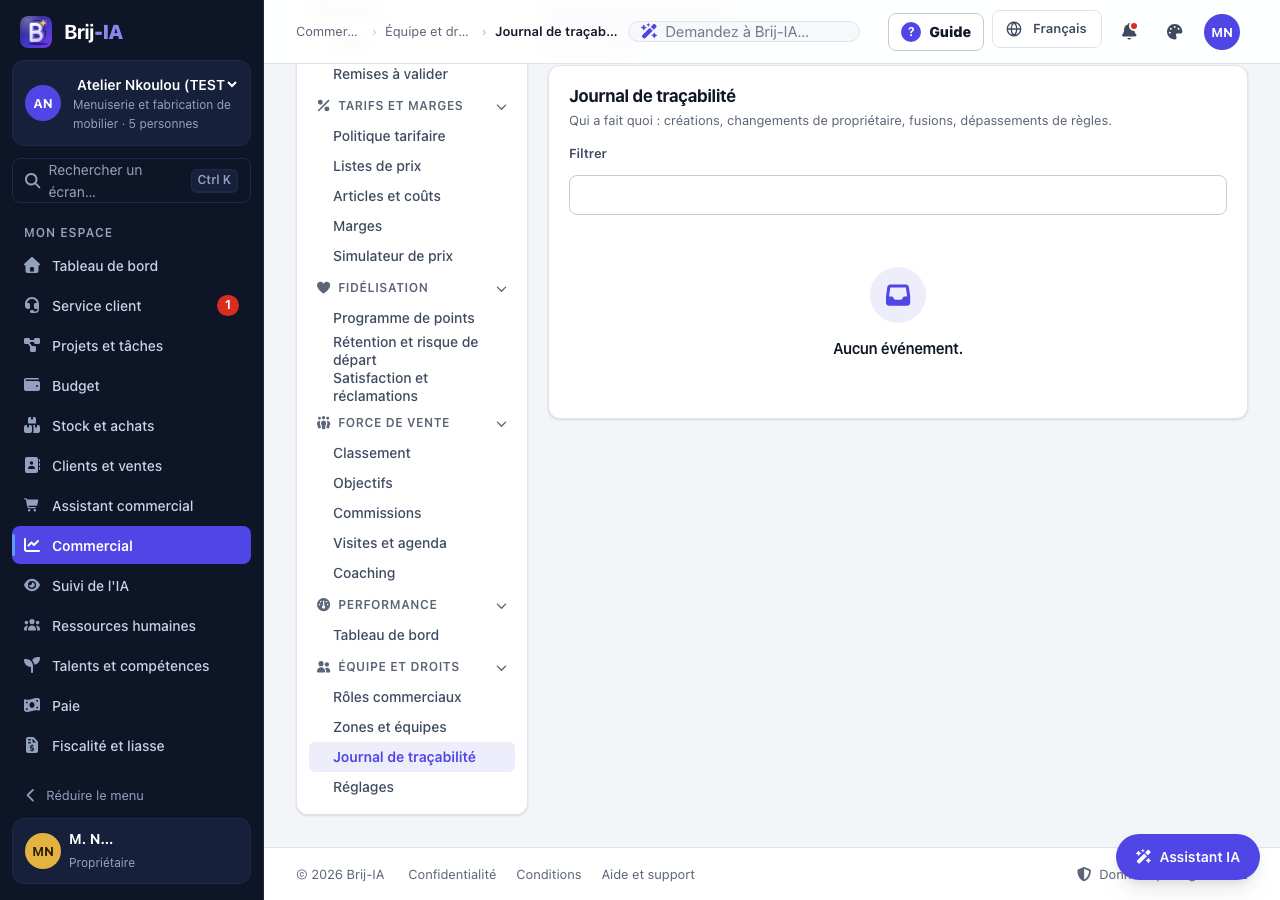 Brij-IA
AN
Atelier Nkoulou (TEST
Menuiserie et fabrication de
mobilier · 5 personnes
Rechercher un
écran...
Ctrl K
MON ESPACE
Tableau de bord
Service client
1
Projets et tâches
Budget
Stock et achats
Clients et ventes
Assistant commercial
Commercial
Suivi de l'IA
Ressources humaines
Talents et compétences
Paie
Fiscalité et liasse
Réduire le menu
MN
M. N...
Propriétaire
Commer...
Équipe et dr...
Journal de traçab...
Demandez à Brij-IA...
? Guide
Français
MN
Remises à valider
TARIFS ET MARGES
Politique tarifaire
Listes de prix
Articles et coûts
Marges
Simulateur de prix
FIDÉLISATION
Programme de points
Rétention et risque de
départ
Satisfaction et
réclamations
FORCE DE VENTE
Classement
Objectifs
Commissions
Visites et agenda
Coaching
PERFORMANCE
Tableau de bord
ÉQUIPE ET DROITS
Rôles commerciaux
Zones et équipes
Journal de traçabilité
Réglages
Journal de traçabilité
Qui a fait quoi : créations, changements de propriétaire, fusions, dépassements de règles.
Filtrer
Aucun événement.
© 2026 Brij-IA
Confidentialité
Conditions
Aide et support
Assistant IA